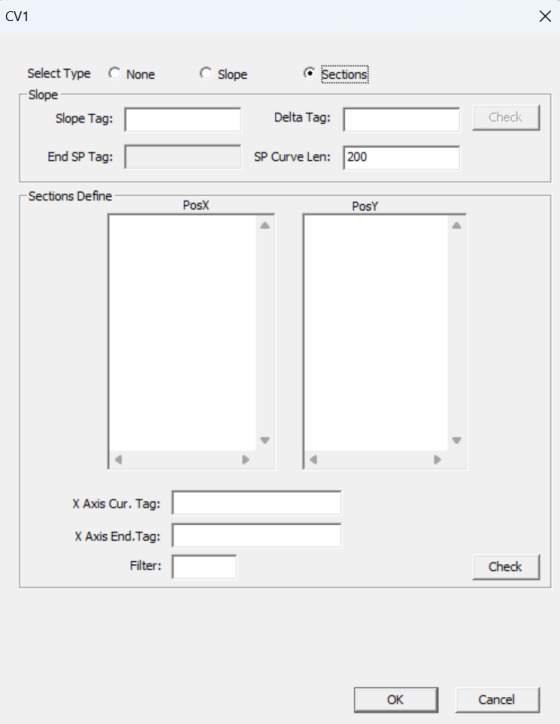 CV1
Select Type None Slope Sections
Slope
Slope Tag: Delta Tag: Check
End SP Tag: SP Curve Len: 200
Sections Define
PosX PosY
X Axis Cur. Tag:
X Axis End.Tag:
Filter: Check
OK Cancel